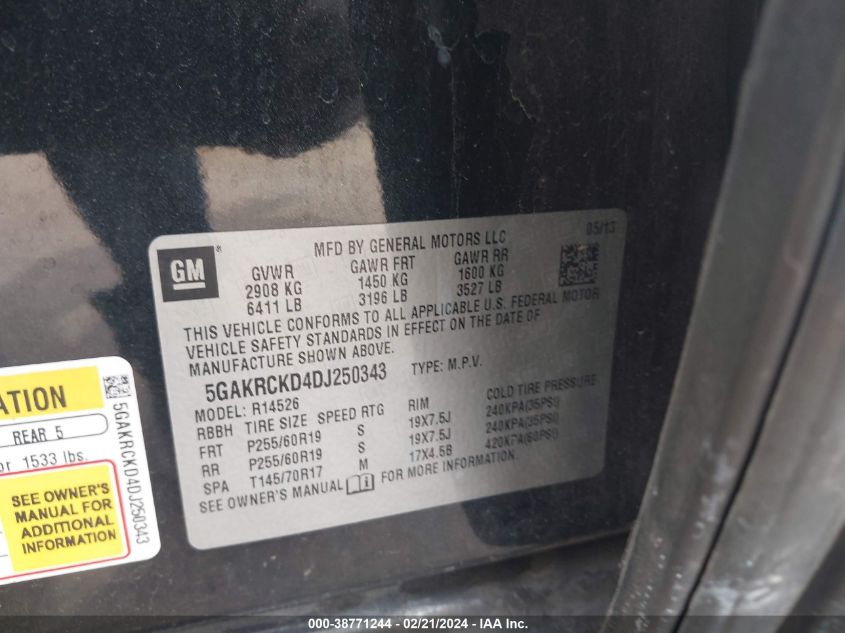 05/13
MFD BY GENERAL MOTORS LLC
GM
GVWR GAWR FRT GAWR RR
2908 KG 1450 KG 1600 KG
6411 LB 3196 LB 3527 LB
THIS VEHICLE CONFORMS TO ALL APPLICABLE U.S. FEDERAL MOTOR
VEHICLE SAFETY STANDARDS IN EFFECT ON THE DATE OF
MANUFACTURE SHOWN ABOVE.
5GAKRCKD4DJ250343 TYPE: M.P.V.
MODEL: R14526
RBBH TIRE SIZE SPEED RTG RIM COLD TIRE PRESSURE
FRT P255/60R19 S 19X7.5J 240KPA(35PSI)
RR P255/60R19 S 19X7.5J 240KPA(35PSI)
SPA T145/70R17 M 17X4.5B 420KPA(60PSI)
SEE OWNER'S MANUAL FOR MORE INFORMATION.
ATION
REAR 5
or 1533 lbs.
SEE OWNER'S
MANUAL FOR
ADDITIONAL
INFORMATION
5GAKRCKD4DJ250343
000-38771244 - 02/21/2024 - IAA Inc.